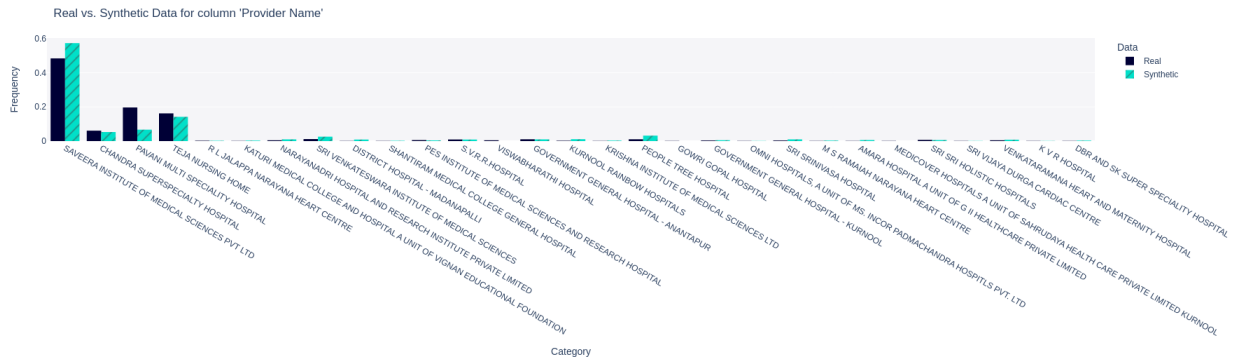 Real vs. Synthetic Data for column 'Provider Name'
Data
Real
Synthetic
Frequency
0.6
0.4
0.2
0
SAVEERA INSTITUTE OF MEDICAL SCIENCES PVT LTD
CHANDRA SUPERSPECIALTY HOSPITAL
PAVANI MULTI SPECIALITY HOSPITAL
TEJA NURSING HOME
R L JALAPPA NARAYANA HEART CENTRE
KATURI MEDICAL COLLEGE AND HOSPITAL A UNIT OF VIGNAN EDUCATIONAL FOUNDATION
NARAYANADRI HOSPITAL AND RESEARCH INSTITUTE PRIVATE LIMITED
SRI VENKATESWARA INSTITUTE OF MEDICAL SCIENCES
DISTRICT HOSPITAL - MADANAPALLI
SHANTIRAM MEDICAL COLLEGE GENERAL HOSPITAL
PES INSTITUTE OF MEDICAL SCIENCES AND RESEARCH HOSPITAL
S.V.R.R.HOSPITAL
VISWABHARATHI HOSPITAL
GOVERNMENT GENERAL HOSPITAL - ANANTAPUR
KURNOOL RAINBOW HOSPITALS
KRISHNA INSTITUTE OF MEDICAL SCIENCES LTD
PEOPLE TREE HOSPITAL
GOWRI GOPAL HOSPITAL
GOVERNMENT GENERAL HOSPITAL - KURNOOL
OMNI HOSPITALS, A UNIT OF MS. INCOR PADMACHANDRA HOSPITLS PVT. LTD
SRI SRINIVASA HOSPITAL
M S RAMAIAH NARAYANA HEART CENTRE
AMARA HOSPITAL A UNIT OF G II HEALTHCARE PRIVATE LIMITED
MEDICOVER HOSPITALS A UNIT OF SAHRUDAYA HEALTH CARE PRIVATE LIMITED KURNOOL
SRI SRI HOLISTIC HOSPITALS
SRI VIJAYA DURGA CARDIAC CENTRE
VENKATARAMANA HEART AND MATERNITY HOSPITAL
K V R HOSPITAL
DBR AND SK SUPER SPECIALITY HOSPITAL
Category